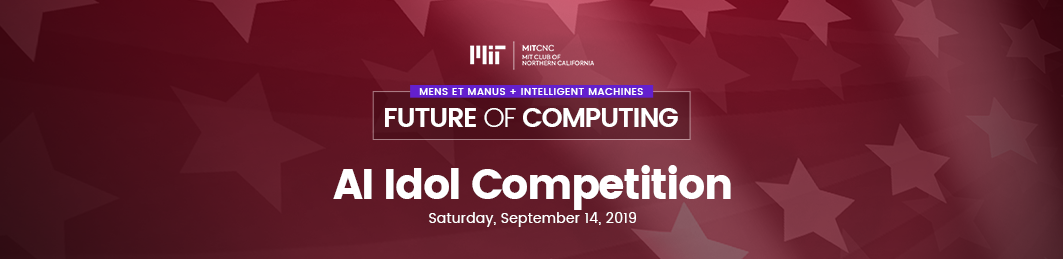 MIT
MITCNC
MIT CLUB OF
NORTHERN CALIFORNIA
MENS ET MANUS + INTELLIGENT MACHINES
FUTURE OF COMPUTING
AI Idol Competition
Saturday, September 14, 2019